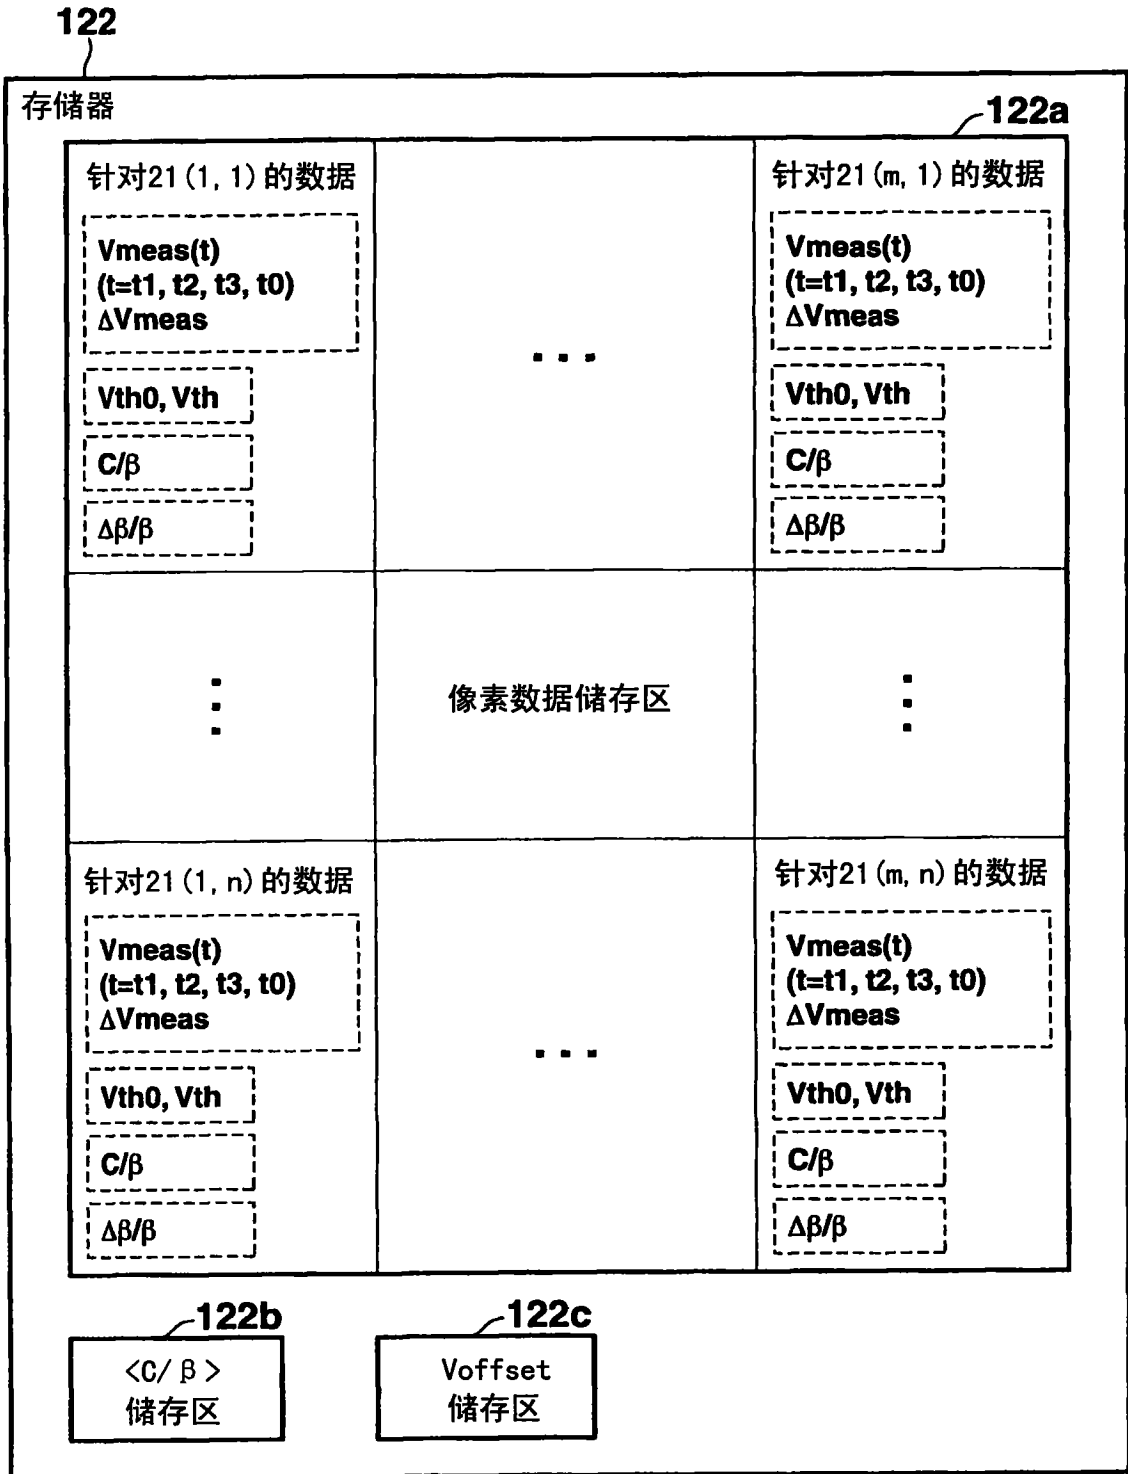 122
存储器
122a
针对21(1,1)的数据
Vmeas(t)
(t=t1, t2, t3, t0)
ΔVmeas
Vth0, Vth
C/β
Δβ/β
...
针对21(m,1)的数据
Vmeas(t)
(t=t1, t2, t3, t0)
ΔVmeas
Vth0, Vth
C/β
Δβ/β
像素数据储存区
针对21(1,n)的数据
Vmeas(t)
(t=t1, t2, t3, t0)
ΔVmeas
Vth0, Vth
C/β
Δβ/β
...
针对21(m,n)的数据
Vmeas(t)
(t=t1, t2, t3, t0)
ΔVmeas
Vth0, Vth
C/β
Δβ/β
122b
<C/β>
储存区
122c
Voffset
储存区